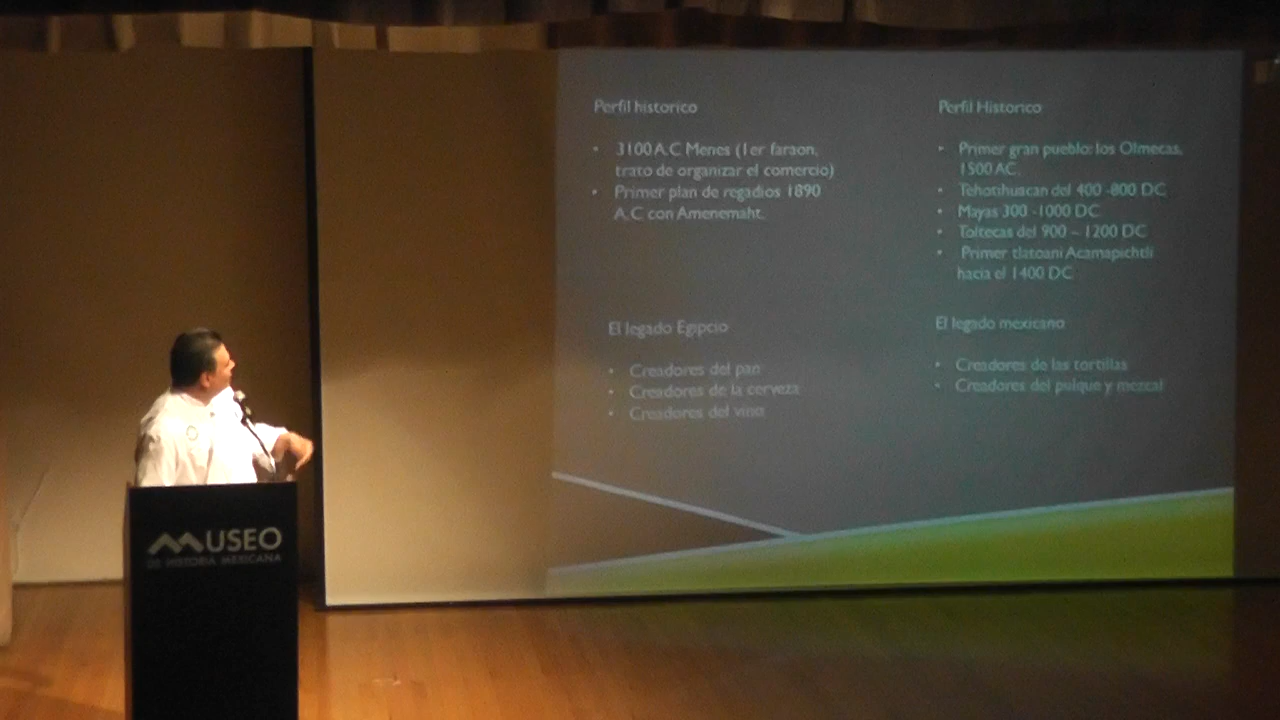 Perfil historico
• 3100 A.C Menes (1er faraon,
trato de organizar el comercio)
• Primer plan de regadios 1890
A.C con Amenemaht.
El legado Egipcio
• Creadores del pan
• Creadores de la cerveza
• Creadores del vino
Perfil Historico
• Primer gran pueblo: los Olmecas,
1500 AC.
• Tehotihuacan del 400 -800 DC
• Mayas 300 -1000 DC
• Toltecas del 900 – 1200 DC
• Primer tlatoani Acamapichtli
hacia el 1400 DC
El legado mexicano
• Creadores de las tortillas
• Creadores del pulque y mezcal
MUSEO
DE HISTORIA MEXICANA